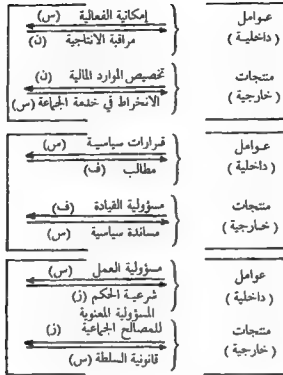 إمكانية الفعالية (س)
عوامل
مراقبة الانتاجية (ن)
( داخلية )
تخصيص الموارد المالية (ن)
منتجات
الانخراط في خدمة الجماعة (س)
( خارجية )
قرارات سياسية (س)
عوامل
مطالب (ف)
( داخلية )
مسؤولية القيادة (ف)
منتجات
مساندة سياسية (س)
( خارجية )
مسؤولية العمل (س)
عوامل
شرعية الحكم (ز)
( داخلية )
المسؤولية المعنوية
للمصالح الجماعية (ز)
منتجات
قانونية السلطة (س)
( خارجية )